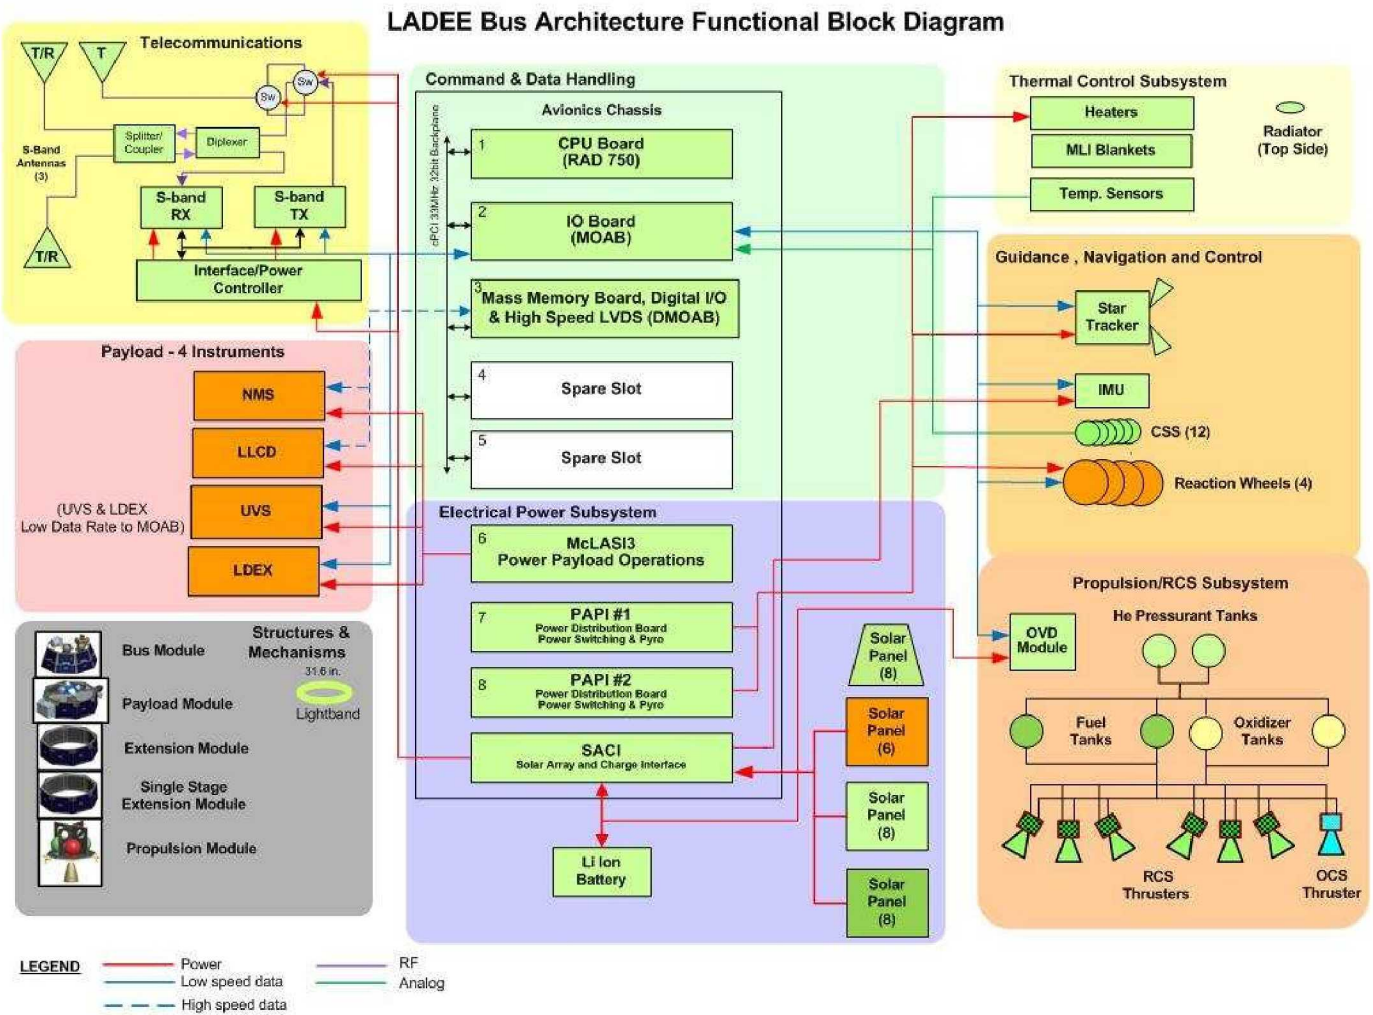 LADEE Bus Architecture Functional Block Diagram
Telecommunications
T/R
T
Sw
Sw
Splitter/
Coupler
Diplexer
S-Band
Antennas
(3)
S-band
RX
S-band
TX
T/R
Interface/Power
Controller
Payload - 4 Instruments
NMS
LLCD
UVS
LDEX
(UVS & LDEX
Low Data Rate to MOAB)
Structures &
Mechanisms
31.6 in.
Lightband
Bus Module
Payload Module
Extension Module
Single Stage
Extension Module
Propulsion Module
Command & Data Handling
Avionics Chassis
cPCI 33MHz 32bit Backplane
1
CPU Board
(RAD 750)
2
IO Board
(MOAB)
3
Mass Memory Board, Digital I/O
& High Speed LVDS (DMOAB)
4
Spare Slot
5
Spare Slot
Electrical Power Subsystem
6
McLASI3
Power Payload Operations
7
PAPI #1
Power Distribution Board
Power Switching & Pyro
8
PAPI #2
Power Distribution Board
Power Switching & Pyro
SACI
Solar Array and Charge Interface
Li Ion
Battery
Solar
Panel
(8)
Solar
Panel
(6)
Solar
Panel
(8)
Solar
Panel
(8)
Thermal Control Subsystem
Heaters
MLI Blankets
Temp. Sensors
Radiator
(Top Side)
Guidance , Navigation and Control
Star
Tracker
IMU
CSS (12)
Reaction Wheels (4)
Propulsion/RCS Subsystem
He Pressurant Tanks
OVD
Module
Fuel
Tanks
Oxidizer
Tanks
RCS
Thrusters
OCS
Thruster
LEGEND
Power
Low speed data
High speed data
RF
Analog